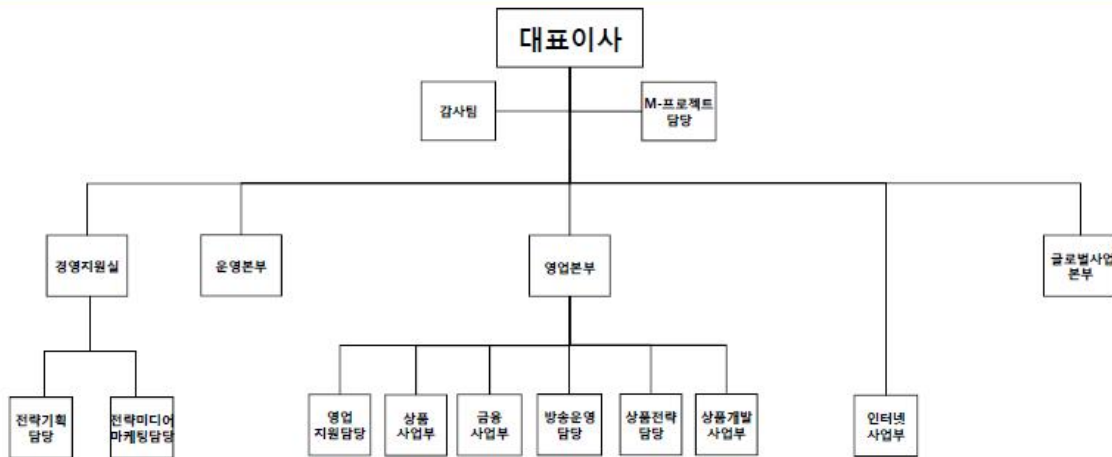 대표이사
감사팀
M-프로젝트
담당
경영지원실
운영본부
영업본부
글로벌사업
본부
전략기획
담당
전략미디어
마케팅담당
영업
지원담당
상품
사업부
금융
사업부
방송운영
담당
상품전략
담당
상품개발
사업부
인터넷
사업부